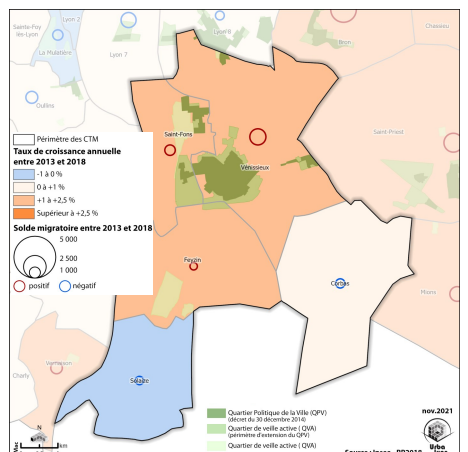 Sainte-Foy
lès-Lyon
Lyon 2
La Mulatière
Lyon 7
Lyon 8
Bron
Chassieu
Oullins
Saint-Fons
Vénissieux
Saint-Priest
Périmètre des CTM
Taux de croissance annuelle
entre 2013 et 2018
-1 à 0 %
0 à +1 %
+1 à +2,5 %
Supérieur à +2,5 %
Solde migratoire entre 2013 et 2018
5 000
2 500
1 000
positif
négatif
Feyzin
Corbas
Mions
Vernaison
Charly
Solaize
N
km
Quartier Politique de la Ville (QPV)
(décret du 30 décembre 2014)
Quartier de veille active ( QVA)
(périmètre d'extension du QPV)
Quartier de veille active ( QVA)
nov.2021
Urba
Lyon